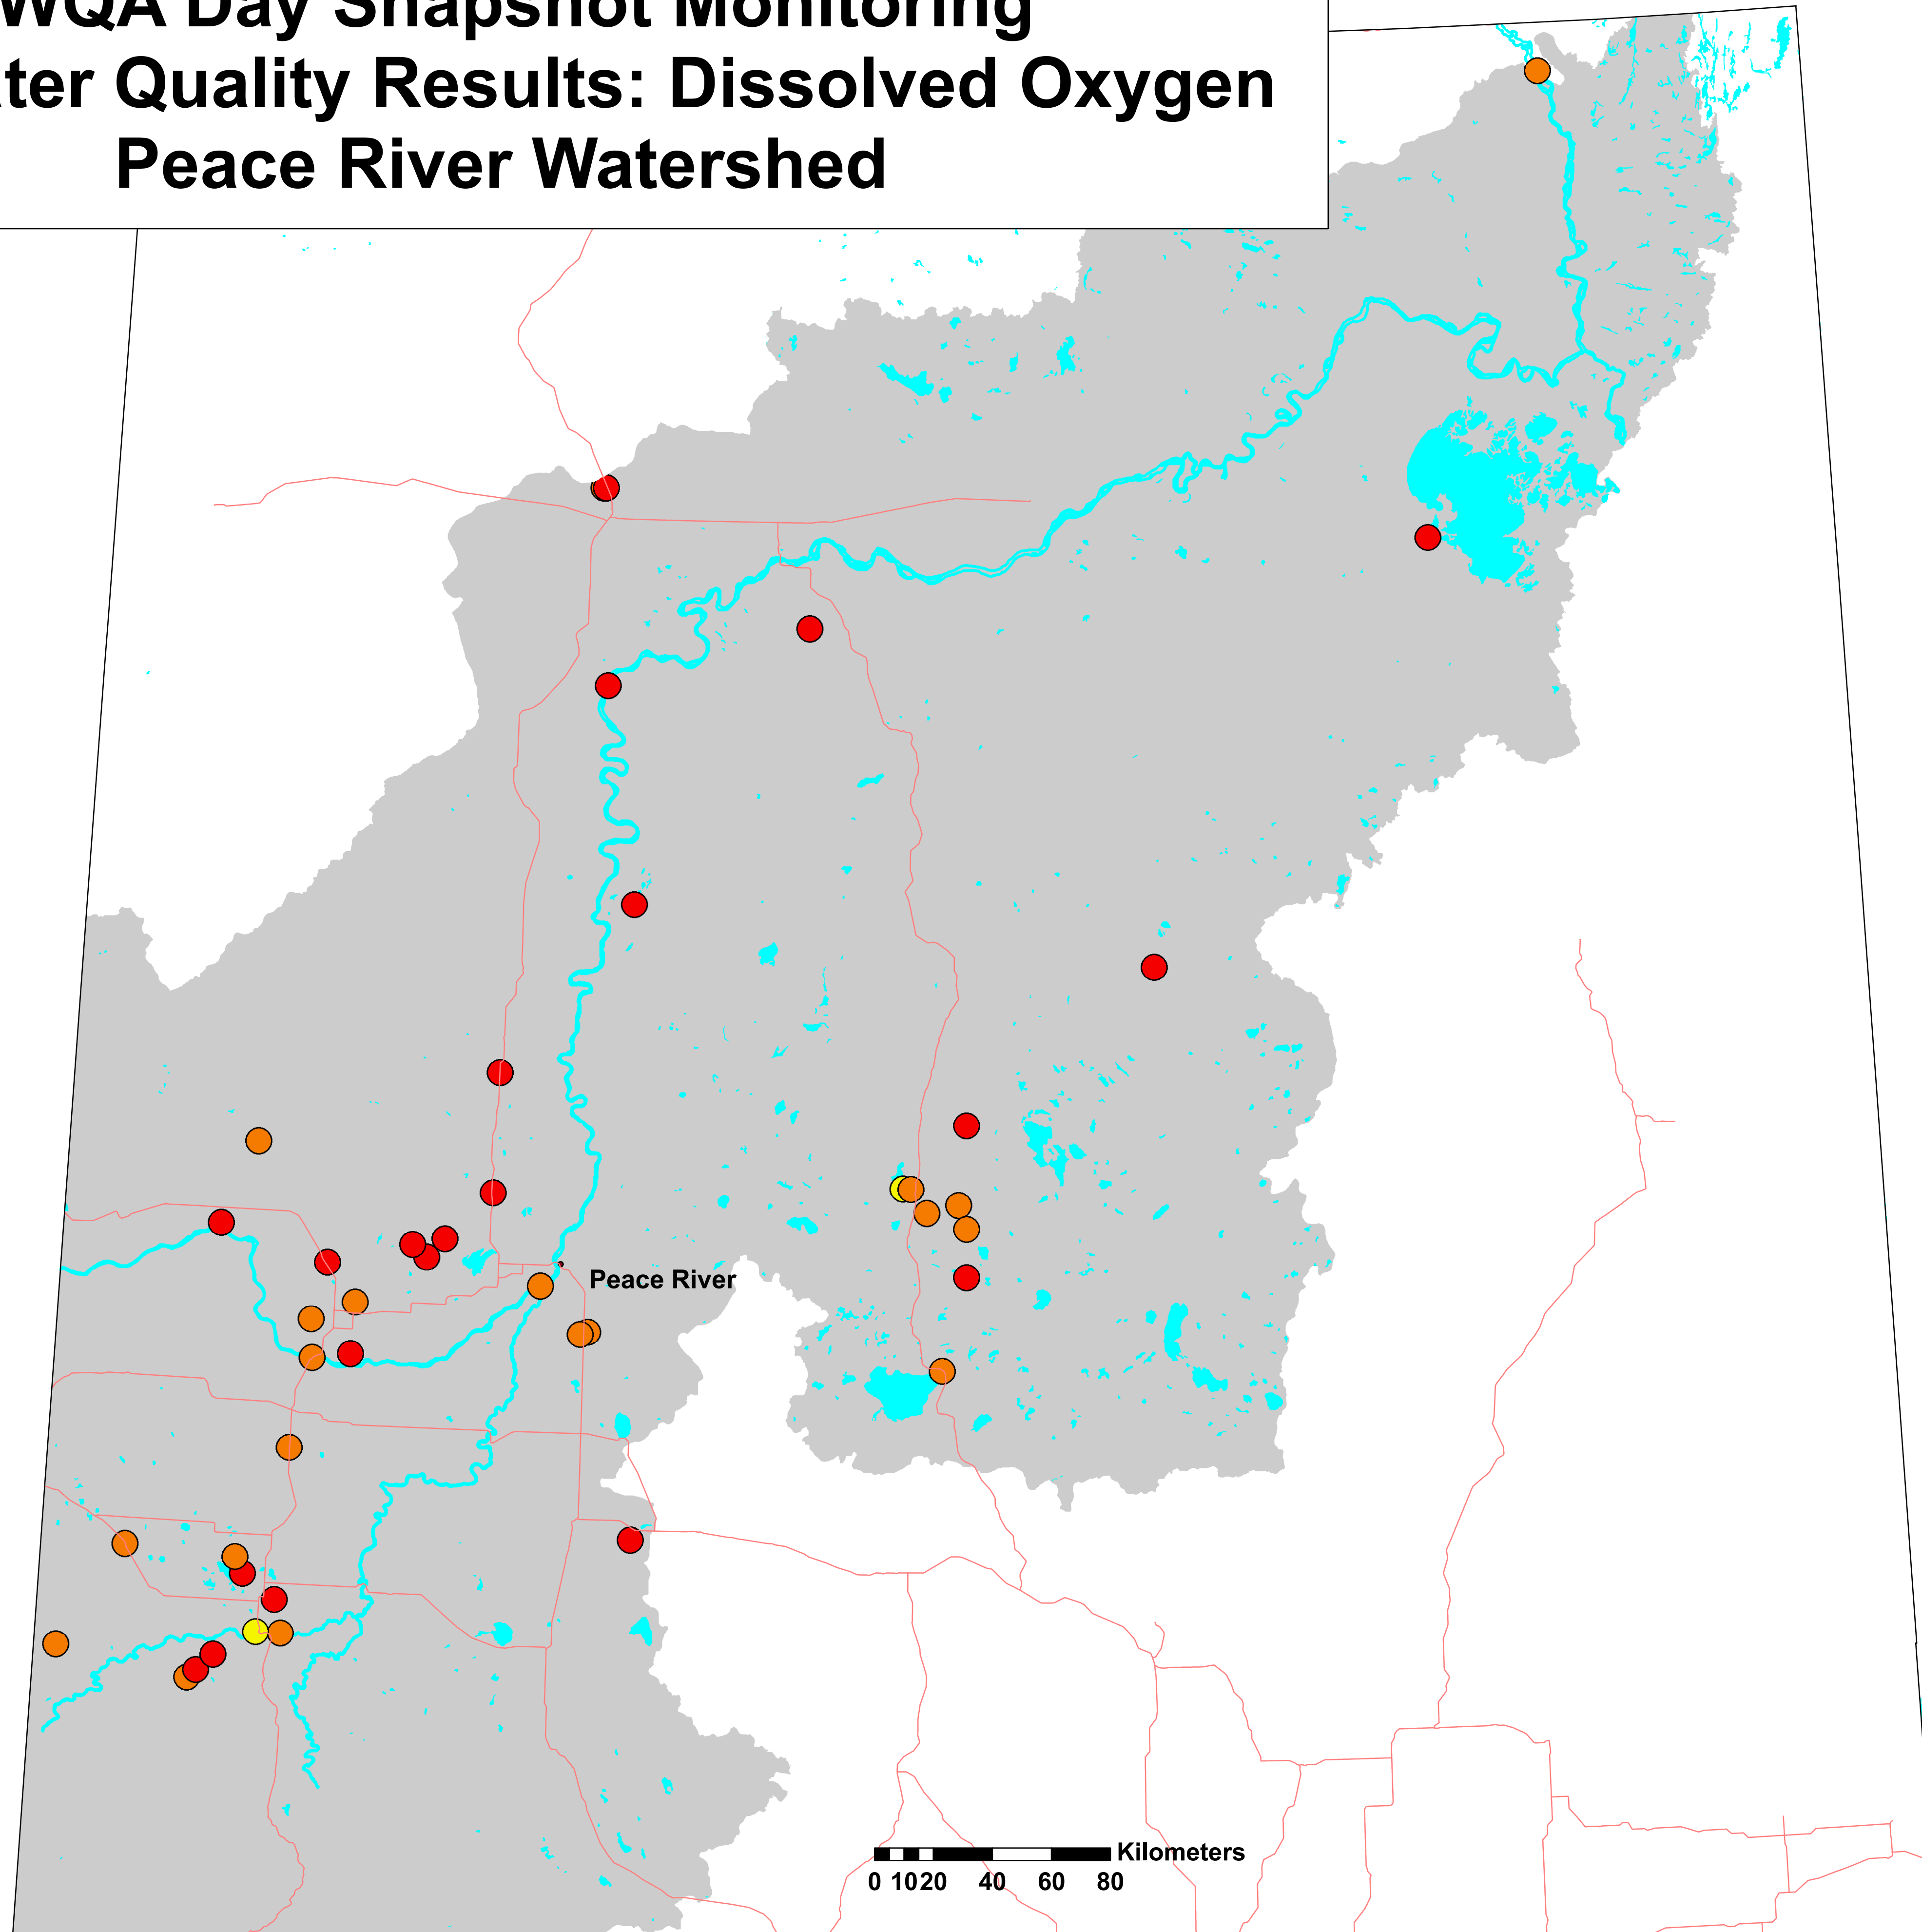 WQA Day Snapshot Monitoring
ter Quality Results: Dissolved Oxygen
Peace River Watershed
Peace River
Kilometers
0 10 20 40 60 80